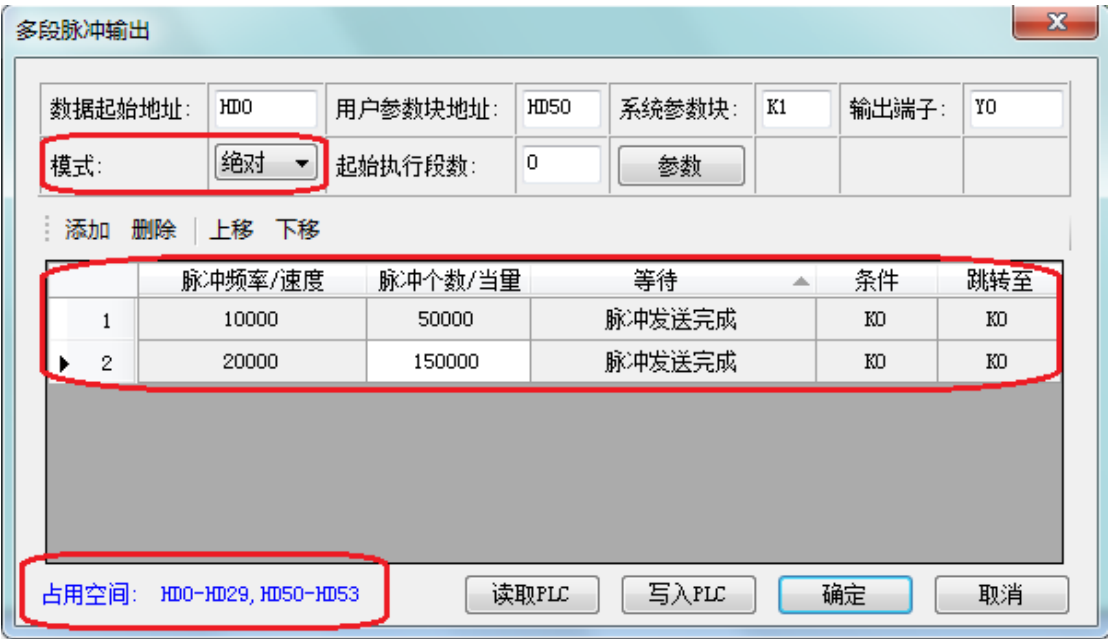 多段脉冲输出
数据起始地址: HD0 用户参数块地址: HD50 系统参数块: K1 输出端子: Y0
模式: 绝对 起始执行段数: 0 参数
添加 删除 上移 下移
脉冲频率/速度 脉冲个数/当量 等待 条件 跳转至
1 10000 50000 脉冲发送完成 K0 K0
2 20000 150000 脉冲发送完成 K0 K0
占用空间: HD0-HD29,HD50-HD53 读取PLC 写入PLC 确定 取消